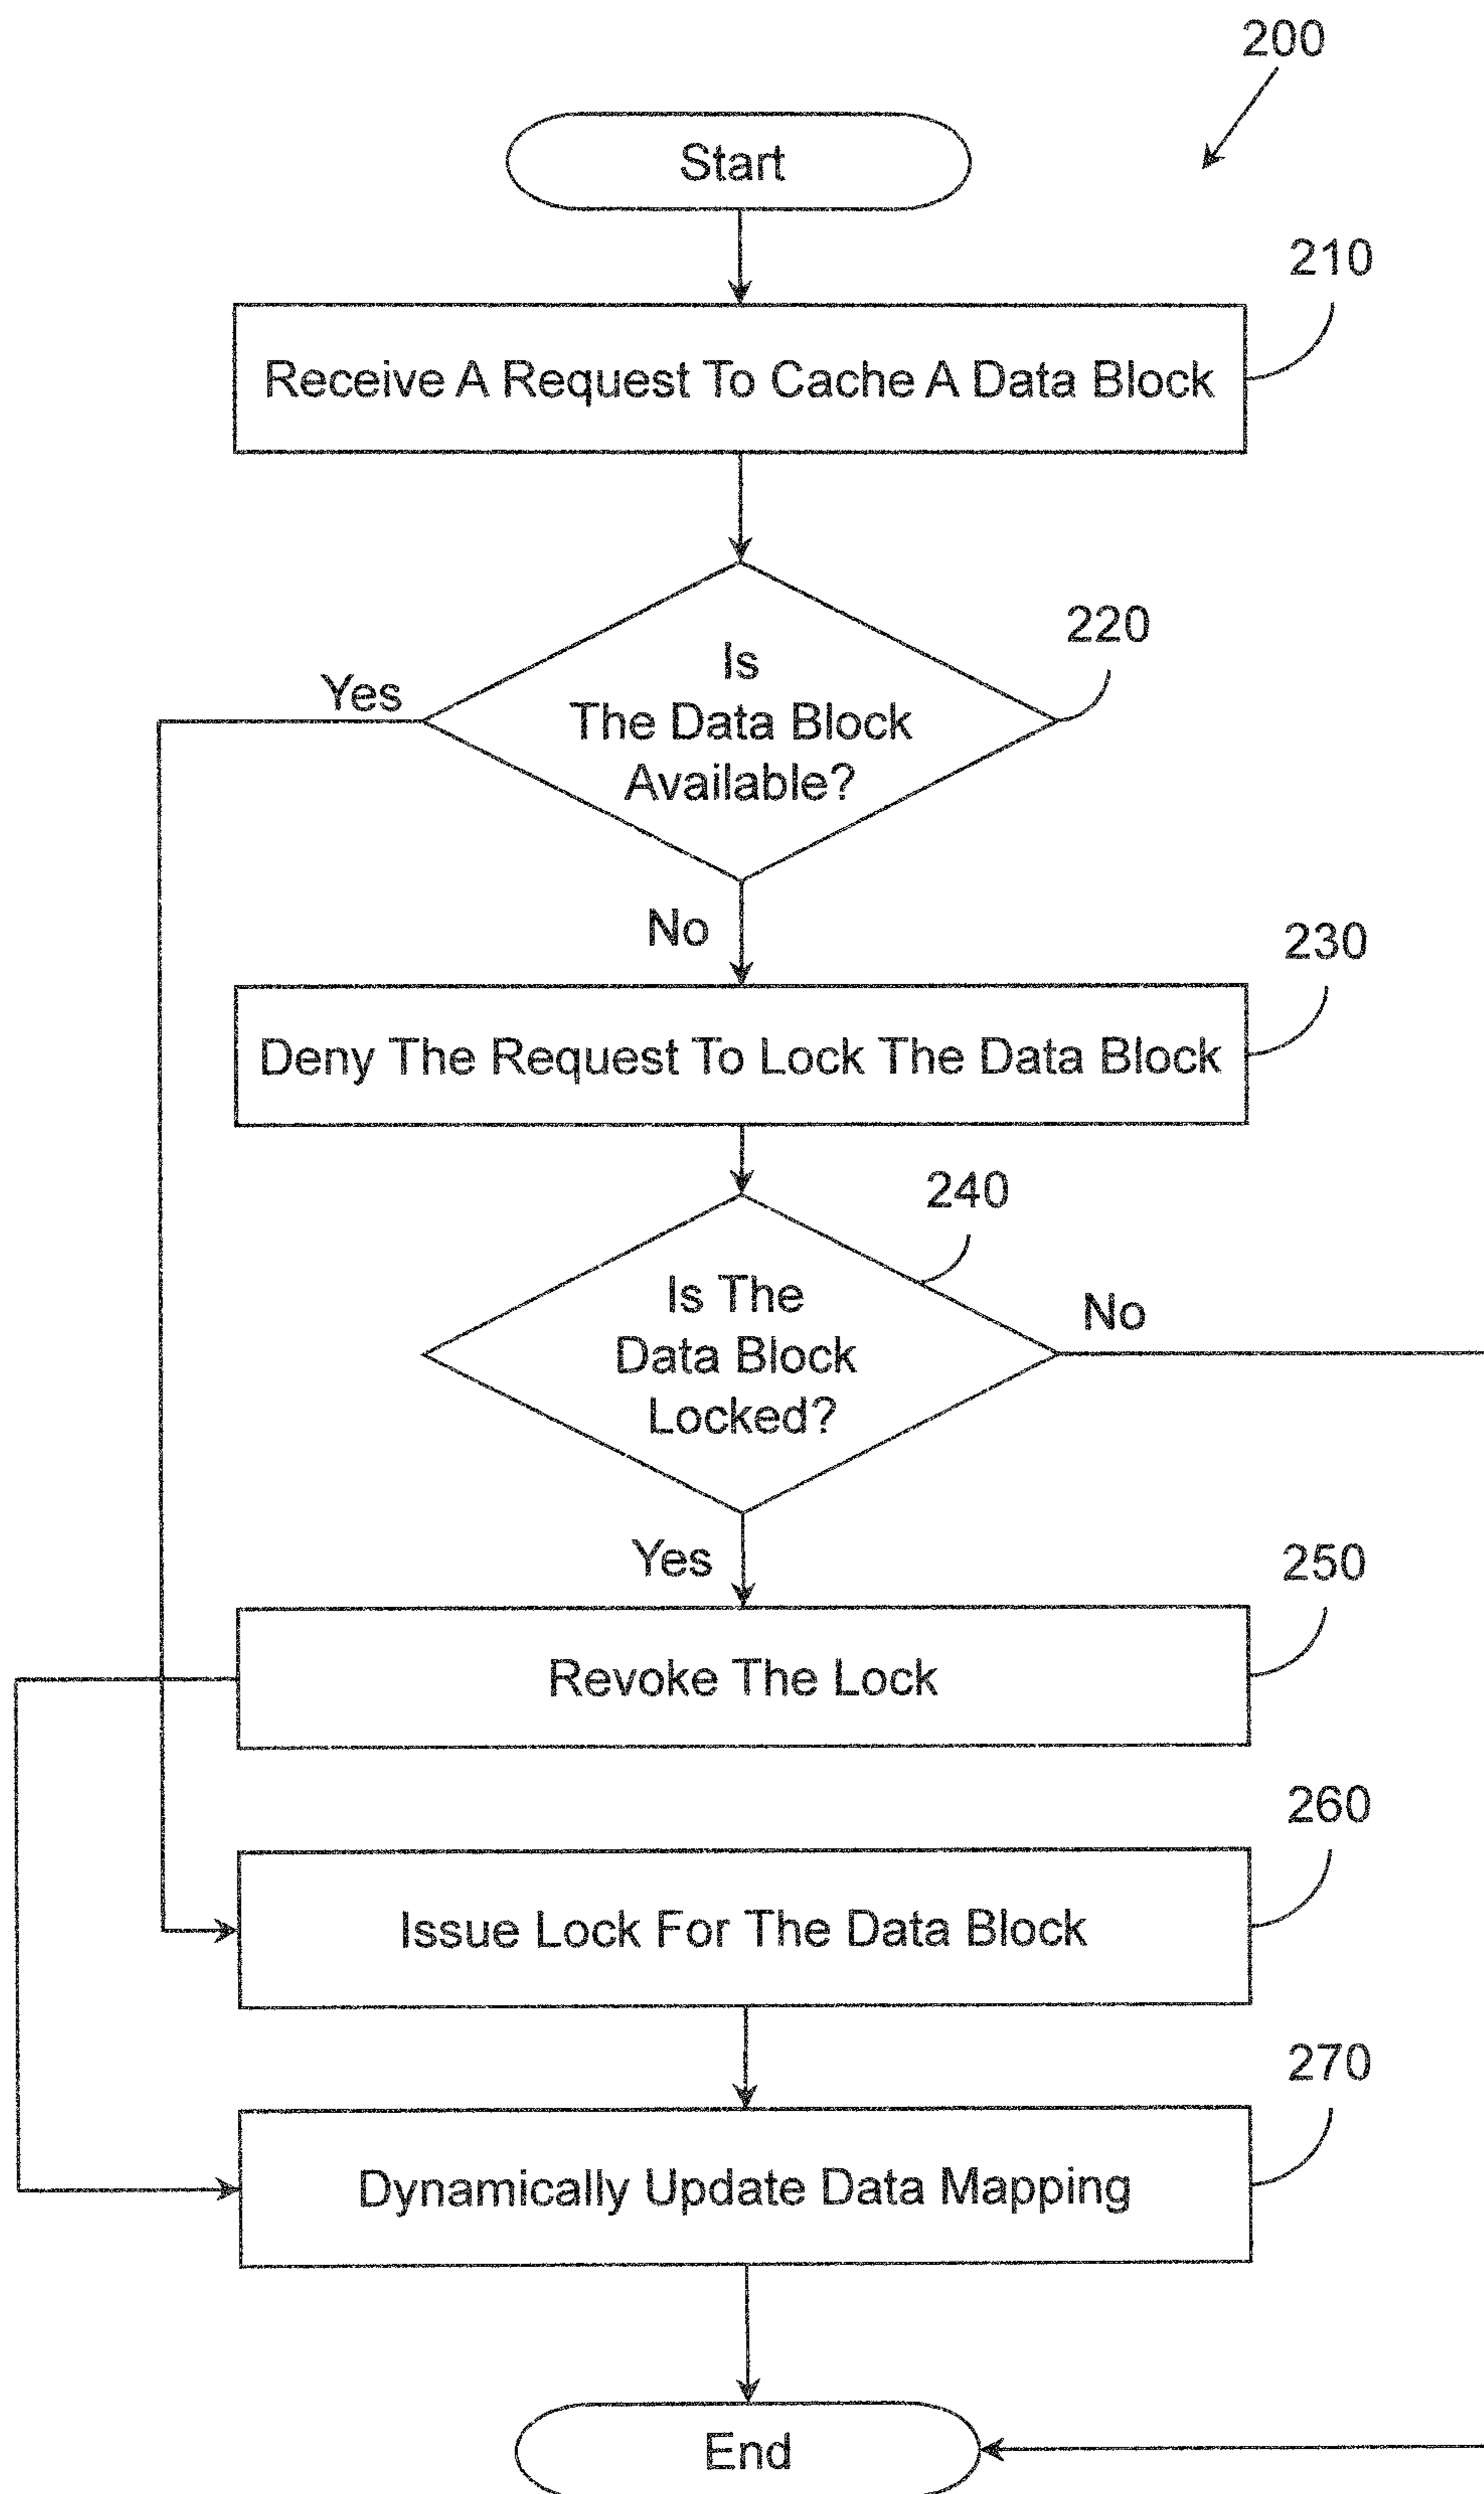 200
Start
210
Receive A Request To Cache A Data Block
220
Yes
Is
The Data Block
Available?
No
230
Deny The Request To Lock The Data Block
240
Is The
Data Block
Locked?
No
Yes
250
Revoke The Lock
260
Issue Lock For The Data Block
270
Dynamically Update Data Mapping
End